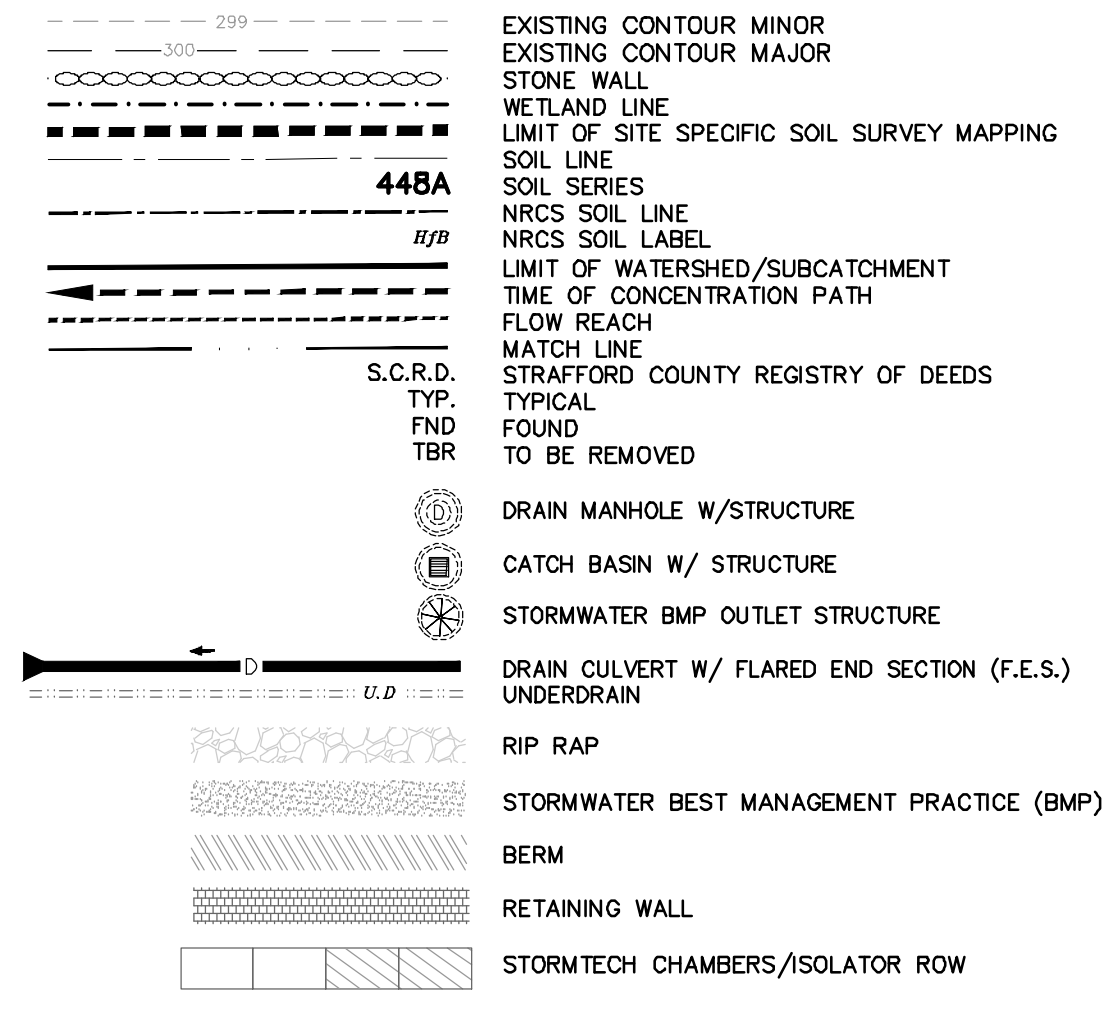 299 EXISTING CONTOUR MINOR
300 EXISTING CONTOUR MAJOR
STONE WALL
WETLAND LINE
LIMIT OF SITE SPECIFIC SOIL SURVEY MAPPING
SOIL LINE
448A SOIL SERIES
NRCS SOIL LINE
HfB NRCS SOIL LABEL
LIMIT OF WATERSHED/SUBCATCHMENT
TIME OF CONCENTRATION PATH
FLOW REACH
MATCH LINE
S.C.R.D. STRAFFORD COUNTY REGISTRY OF DEEDS
TYP. TYPICAL
FND FOUND
TBR TO BE REMOVED
D DRAIN MANHOLE W/STRUCTURE
CATCH BASIN W/ STRUCTURE
STORMWATER BMP OUTLET STRUCTURE
D DRAIN CULVERT W/ FLARED END SECTION (F.E.S.)
U.D UNDERDRAIN
RIP RAP
STORMWATER BEST MANAGEMENT PRACTICE (BMP)
BERM
RETAINING WALL
STORMTECH CHAMBERS/ISOLATOR ROW